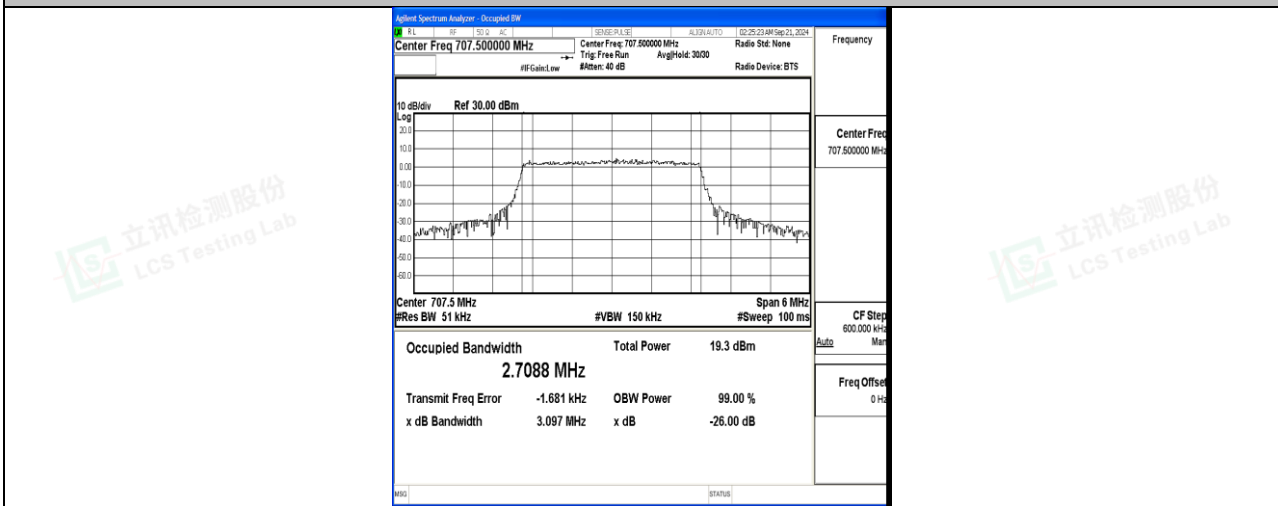 Agilent Spectrum Analyzer - Occupied BW
RL RF 50 Ω AC SENSE:PULSE ALIGN AUTO 02:25:23 AM Sep 21, 2024
Center Freq 707.500000 MHz
Center Freq: 707.500000 MHz
Radio Std: None
Trig: Free Run Avg|Hold: 30/30
#IFGain:Low
#Atten: 40 dB
Radio Device: BTS
10 dB/div Ref 30.00 dBm
Log
20.0
10.0
0.00
-10.0
-20.0
-30.0
-40.0
-50.0
-60.0
Center 707.5 MHz Span 6 MHz
#Res BW 51 kHz #VBW 150 kHz #Sweep 100 ms
Occupied Bandwidth Total Power 19.3 dBm
2.7088 MHz
Transmit Freq Error -1.681 kHz OBW Power 99.00 %
x dB Bandwidth 3.097 MHz x dB -26.00 dB
MSG STATUS
Frequency
Center Freq
707.500000 MHz
CF Step
600.000 kHz
Auto Man
Freq Offset
0 Hz
立讯检测股份
LCS Testing Lab
立讯检测股份
LCS Testing Lab